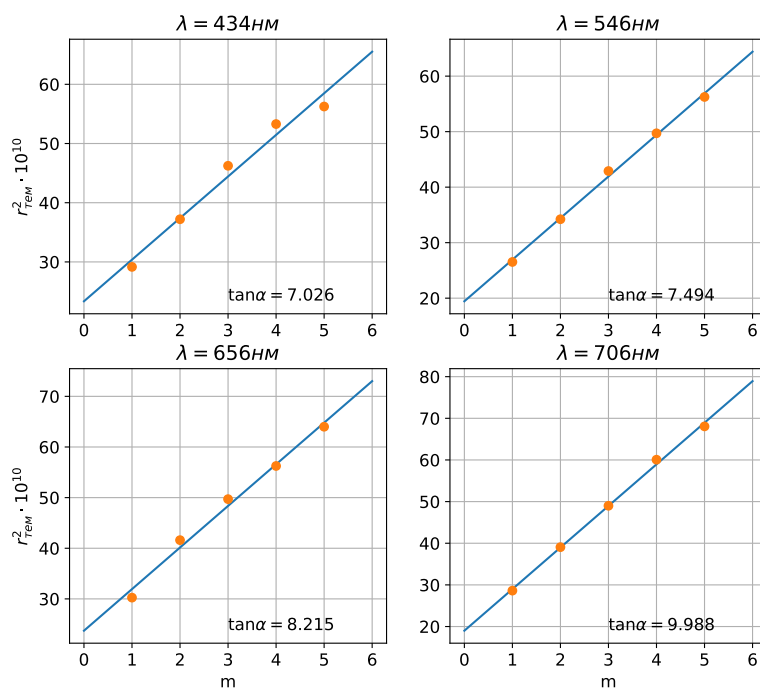 λ = 434нм
λ = 546нм
r²тем · 10¹⁰
60
50
40
30
tanα = 7.026
0 1 2 3 4 5 6
60
50
40
30
20
tanα = 7.494
0 1 2 3 4 5 6
λ = 656нм
λ = 706нм
r²тем · 10¹⁰
70
60
50
40
30
tanα = 8.215
0 1 2 3 4 5 6
m
80
70
60
50
40
30
20
tanα = 9.988
0 1 2 3 4 5 6
m